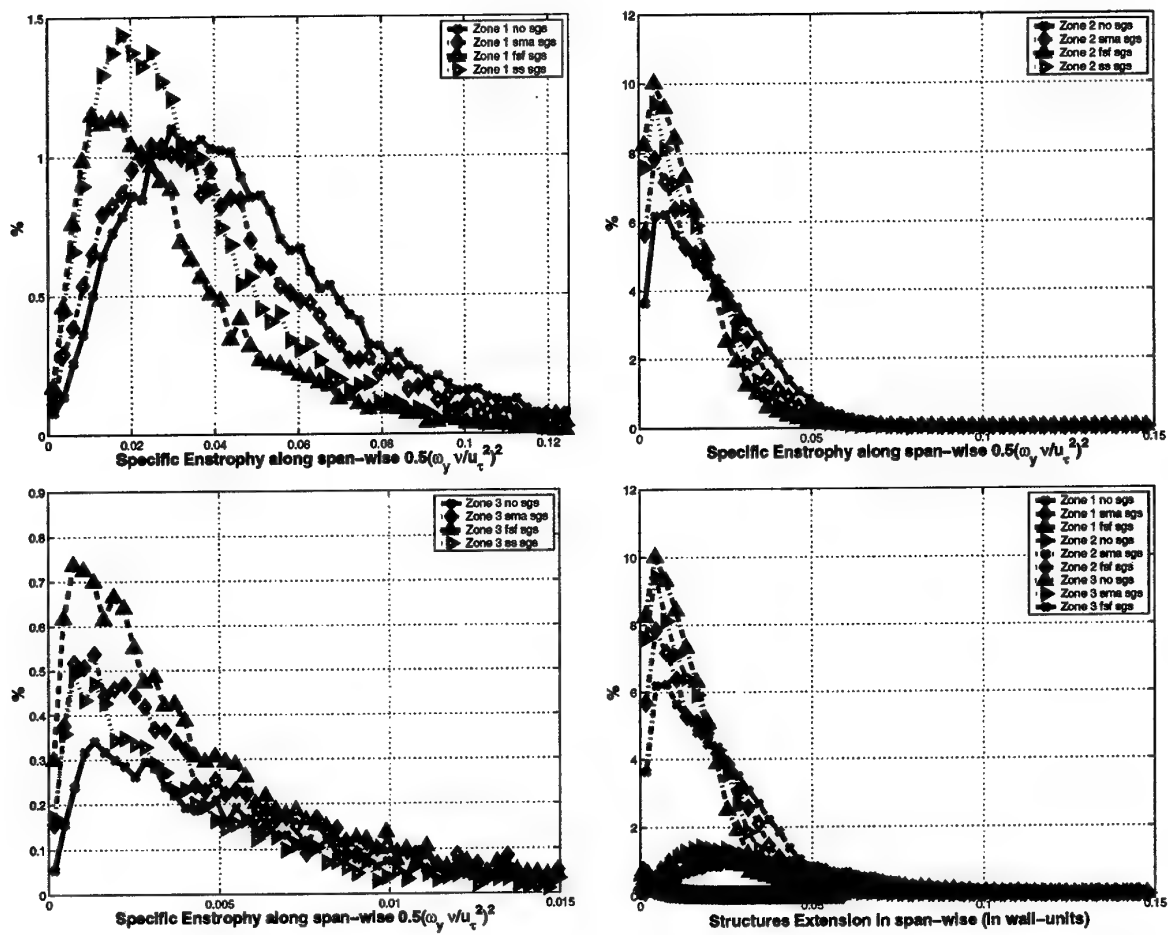 1.5
1
0.5
0
%
0
0.02
0.04
0.06
0.08
0.1
0.12
Zone 1 no sgs
Zone 1 sma sgs
Zone 1 fsf sgs
Zone 1 ss sgs
Specific Enstrophy along span-wise 0.5(ω_y ν/u_τ^2)^2
12
10
8
6
4
2
0
%
0
0.05
0.1
0.15
Zone 2 no sgs
Zone 2 sma sgs
Zone 2 fsf sgs
Zone 2 ss sgs
Specific Enstrophy along span-wise 0.5(ω_y ν/u_τ^2)^2
0.9
0.8
0.7
0.6
0.5
0.4
0.3
0.2
0.1
0
%
0
0.005
0.01
0.015
Zone 3 no sgs
Zone 3 sma sgs
Zone 3 fsf sgs
Zone 3 ss sgs
Specific Enstrophy along span-wise 0.5(ω_y ν/u_τ^2)^2
12
10
8
6
4
2
0
%
0
0.05
0.1
0.15
Zone 1 no sgs
Zone 1 sma sgs
Zone 1 fsf sgs
Zone 2 no sgs
Zone 2 sma sgs
Zone 2 fsf sgs
Zone 3 no sgs
Zone 3 sma sgs
Zone 3 fsf sgs
Structures Extension in span-wise (in wall-units)